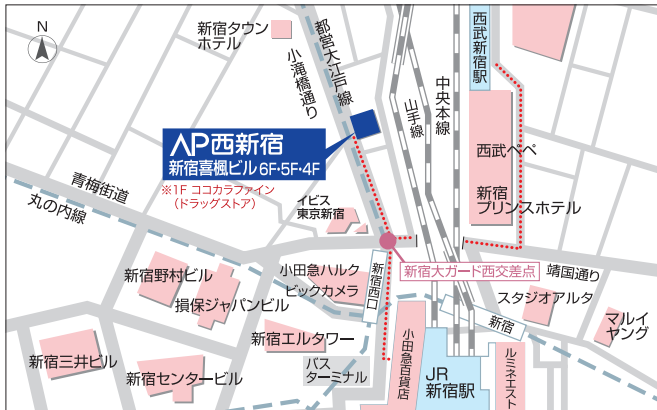 N
新宿タウン
ホテル
都営大江戸線
小滝橋通り
山手線
中央本線
西武新宿駅
AP西新宿
新宿喜楓ビル 6F・5F・4F
※1F ココカラファイン
(ドラッグストア)
西武ペペ
新宿
プリンスホテル
青梅街道
丸の内線
イビス
東京新宿
新宿大ガード西交差点
靖国通り
新宿野村ビル
損保ジャパンビル
小田急ハルク
ビックカメラ
新宿西口
スタジオアルタ
マルイ
ヤング
新宿
新宿エルタワー
新宿三井ビル
新宿センタービル
バス
ターミナル
小田急百貨店
JR
新宿駅
ルミネエスト